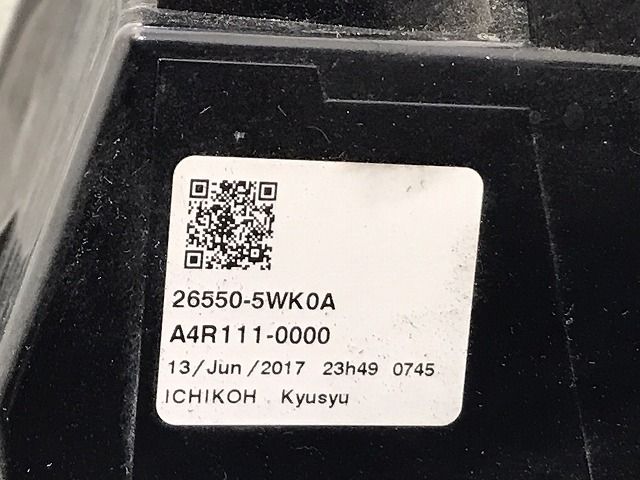 26550-5WK0A
A4R111-0000
13/Jun/2017 23h49 0745
ICHIKOH Kyusyu